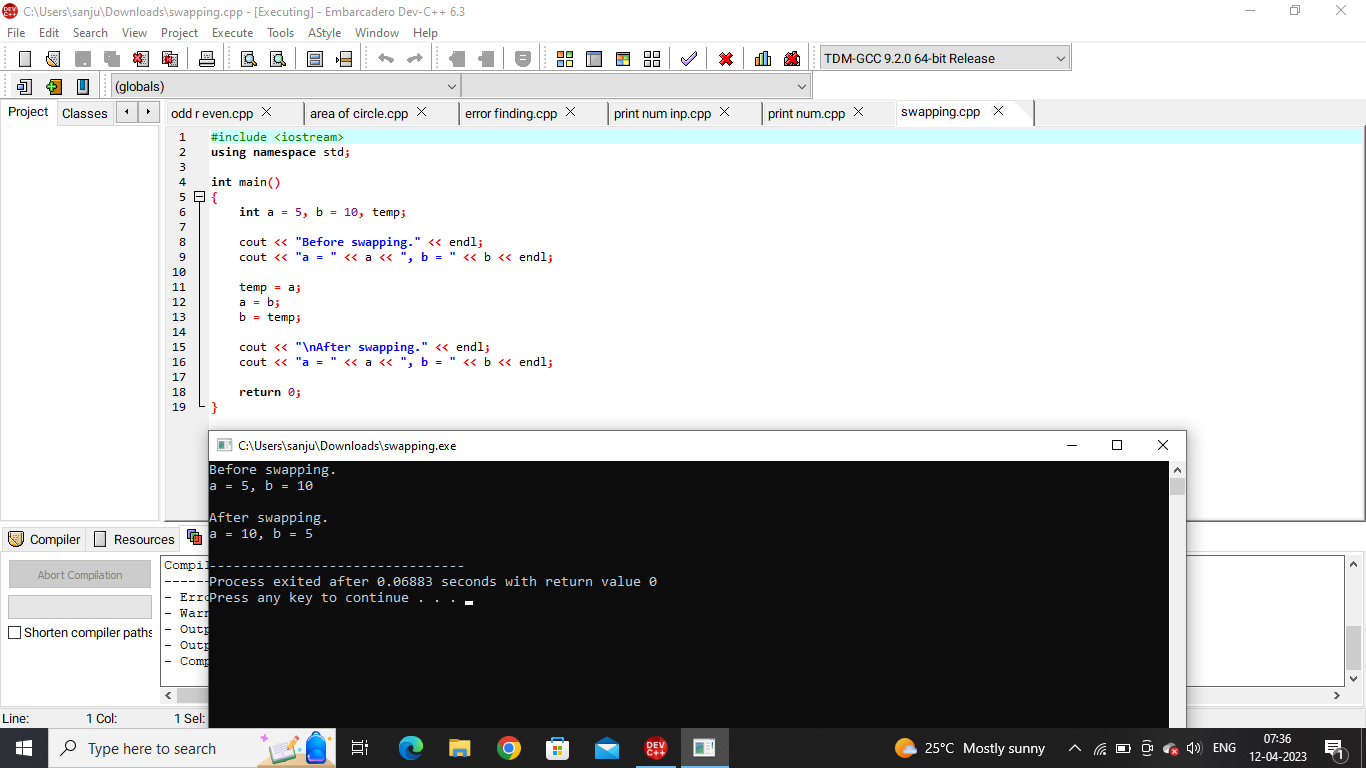 C:\Users\sanju\Downloads\swapping.cpp - [Executing] - Embarcadero Dev-C++ 6.3
File Edit Search View Project Execute Tools AStyle Window Help
TDM-GCC 9.2.0 64-bit Release
(globals)
Project Classes odd r even.cpp area of circle.cpp error finding.cpp print num inp.cpp print num.cpp swapping.cpp
1 #include <iostream>
2 using namespace std;
3
4 int main()
5 {
6 int a = 5, b = 10, temp;
7
8 cout << "Before swapping." << endl;
9 cout << "a = " << a << ", b = " << b << endl;
10
11 temp = a;
12 a = b;
13 b = temp;
14
15 cout << "\nAfter swapping." << endl;
16 cout << "a = " << a << ", b = " << b << endl;
17
18 return 0;
19 }
C:\Users\sanju\Downloads\swapping.exe
Before swapping.
a = 5, b = 10
After swapping.
a = 10, b = 5
--------------------------------
Process exited after 0.06883 seconds with return value 0
Press any key to continue . . .
Compiler Resources
Abort Compilation
Shorten compiler paths
Compil
------
- Erro
- Warn
- Outp
- Outp
- Comp
Line: 1 Col: 1 Sel:
Type here to search
DEV C++
25°C Mostly sunny
ENG
07:36
12-04-2023
1